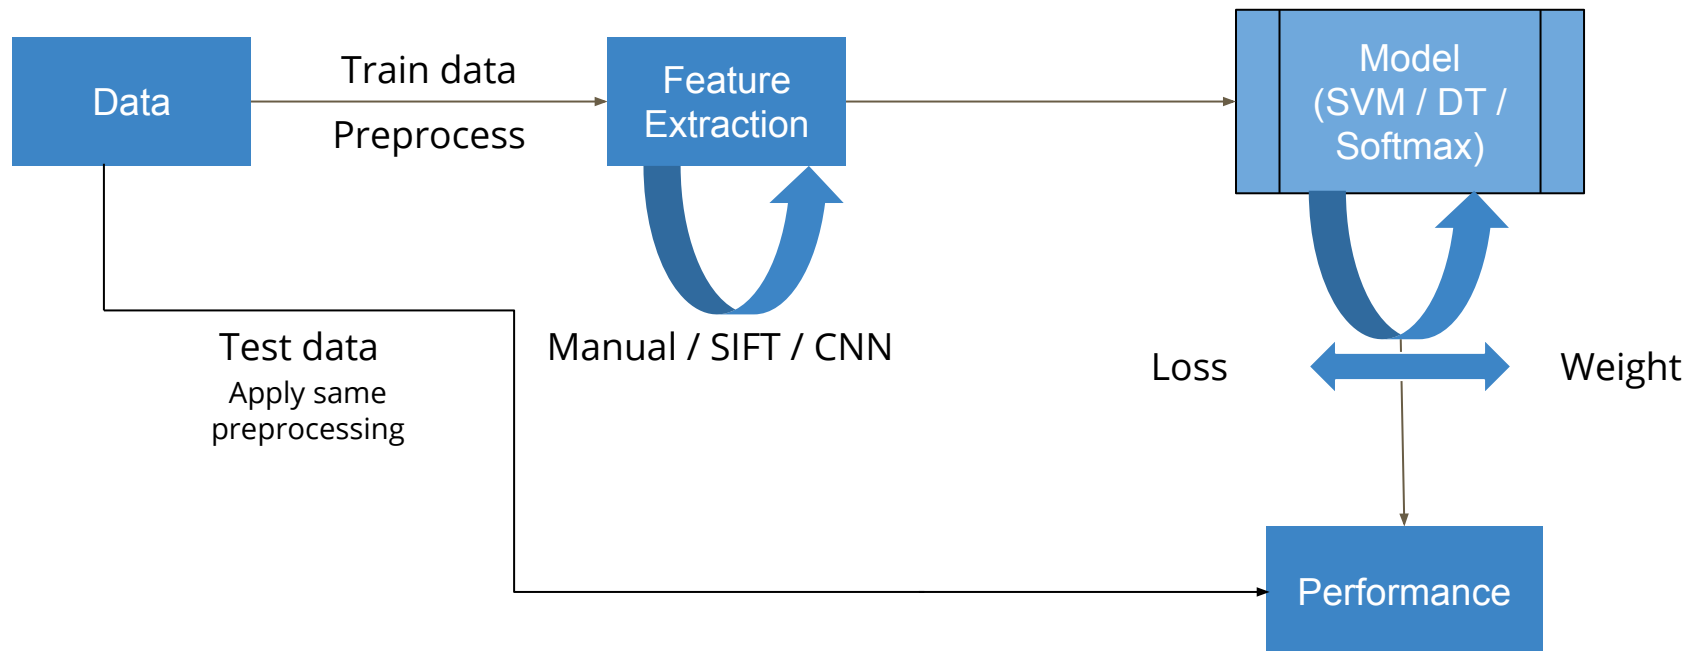 Data
Train data
Preprocess
Feature
Extraction
Model
(SVM / DT /
Softmax)
Test data
Apply same
preprocessing
Manual / SIFT / CNN
Loss
Weight
Performance